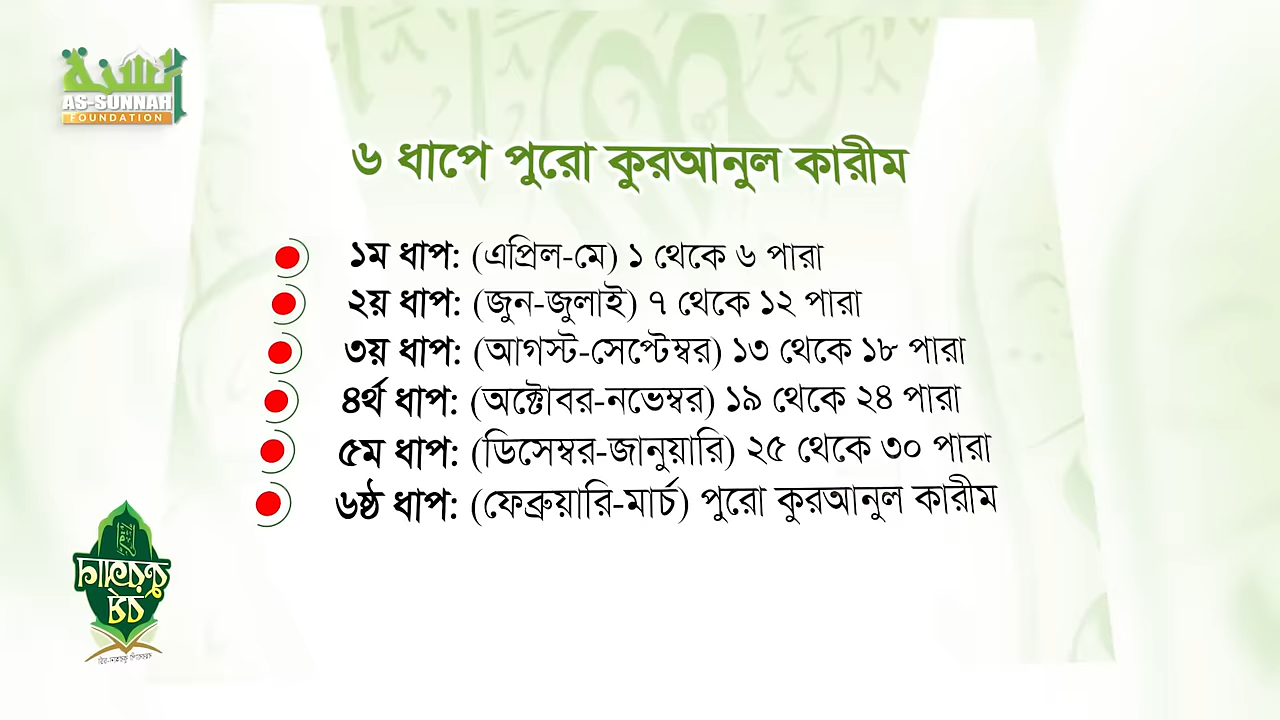 السنة
AS-SUNNAH
FOUNDATION
৬ ধাপে পুরো কুরআনুল কারীম
১ম ধাপ: (এপ্রিল-মে) ১ থেকে ৬ পারা
২য় ধাপ: (জুন-জুলাই) ৭ থেকে ১২ পারা
৩য় ধাপ: (আগস্ট-সেপ্টেম্বর) ১৩ থেকে ১৮ পারা
৪র্থ ধাপ: (অক্টোবর-নভেম্বর) ১৯ থেকে ২৪ পারা
৫ম ধাপ: (ডিসেম্বর-জানুয়ারি) ২৫ থেকে ৩০ পারা
৬ষ্ঠ ধাপ: (ফেব্রুয়ারি-মার্চ) পুরো কুরআনুল কারীম